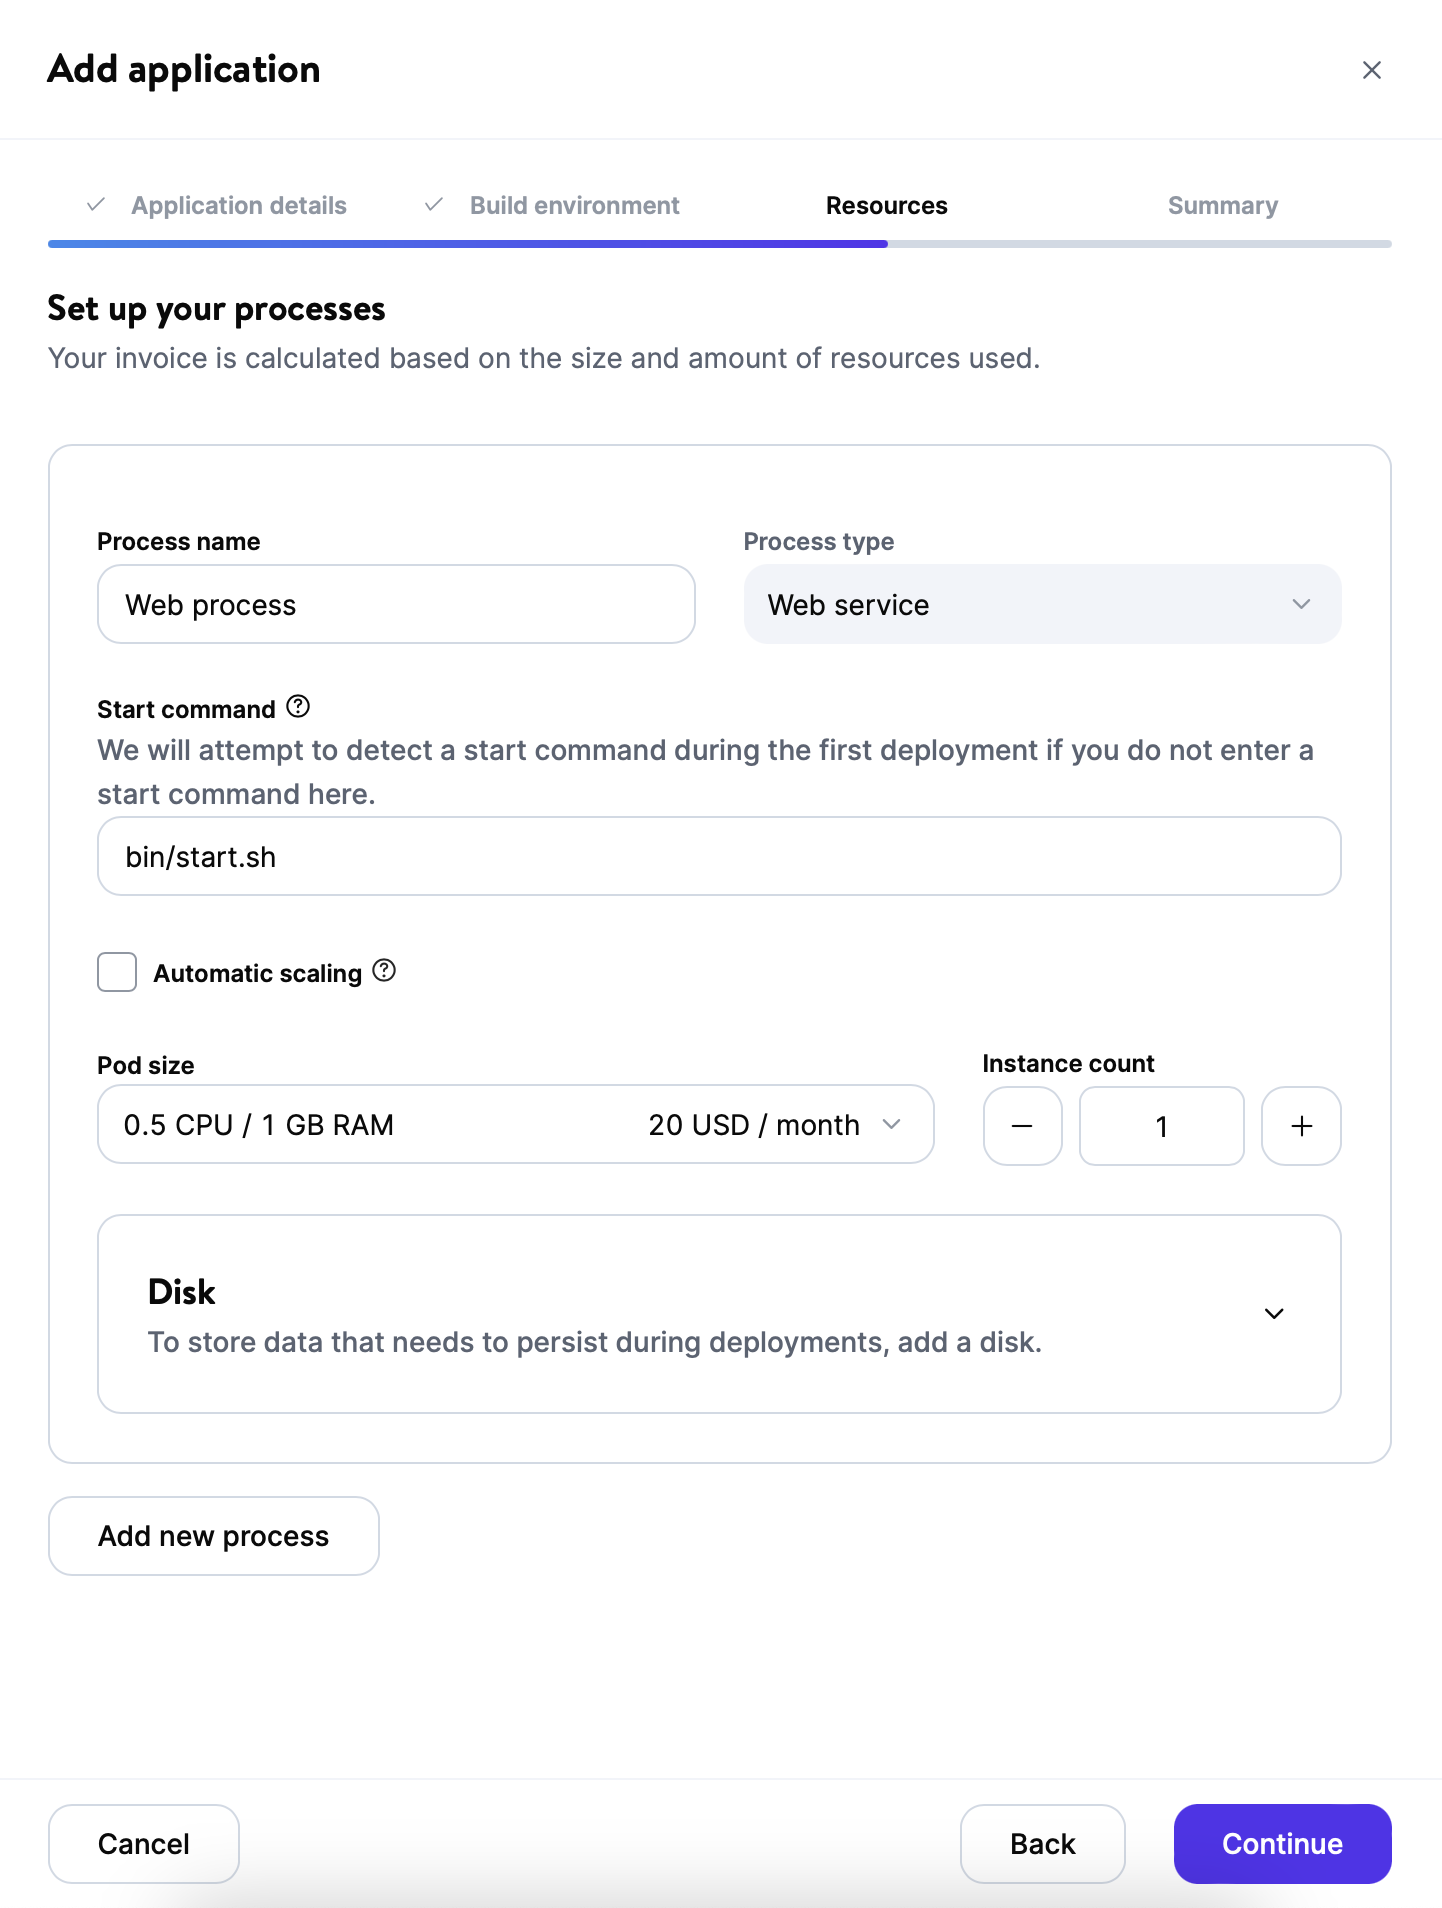 Add application
Application details
Build environment
Resources
Summary
Set up your processes
Your invoice is calculated based on the size and amount of resources used.
Process name
Process type
Web process
Web service
Start command
We will attempt to detect a start command during the first deployment if you do not enter a
start command here.
bin/start.sh
Automatic scaling
Pod size
Instance count
0.5 CPU / 1 GB RAM
20 USD / month
1
Disk
To store data that needs to persist during deployments, add a disk.
Add new process
Cancel
Back
Continue